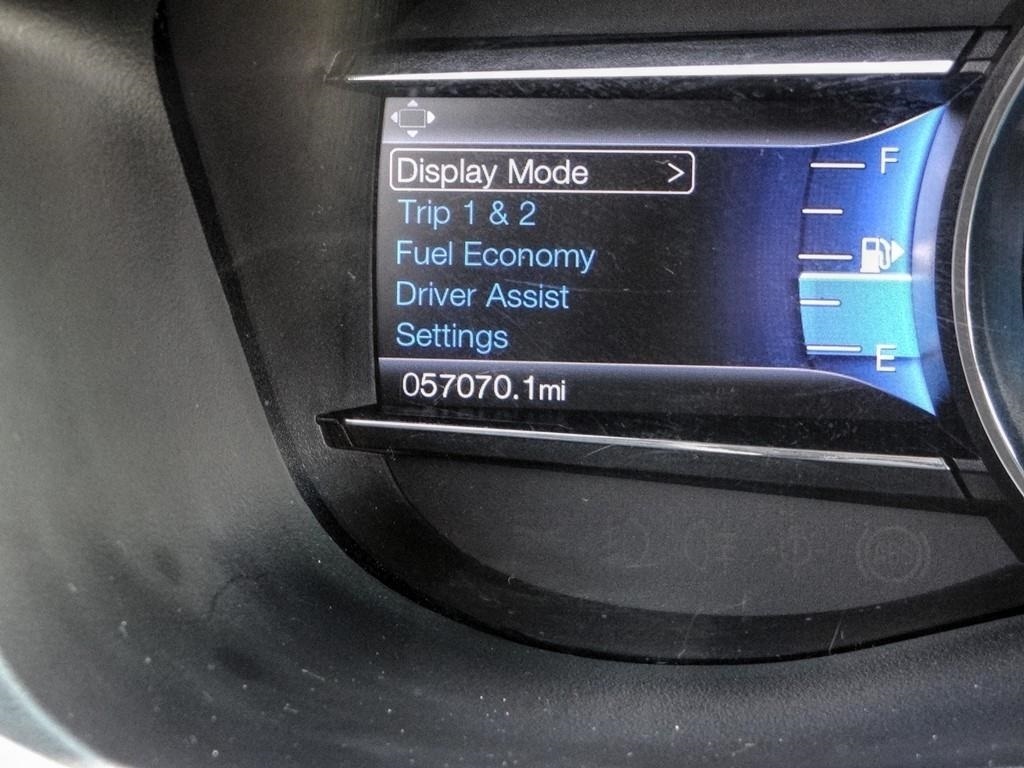 Display Mode >
F
Trip 1 & 2
Fuel Economy
Driver Assist
Settings
E
057070.1mi